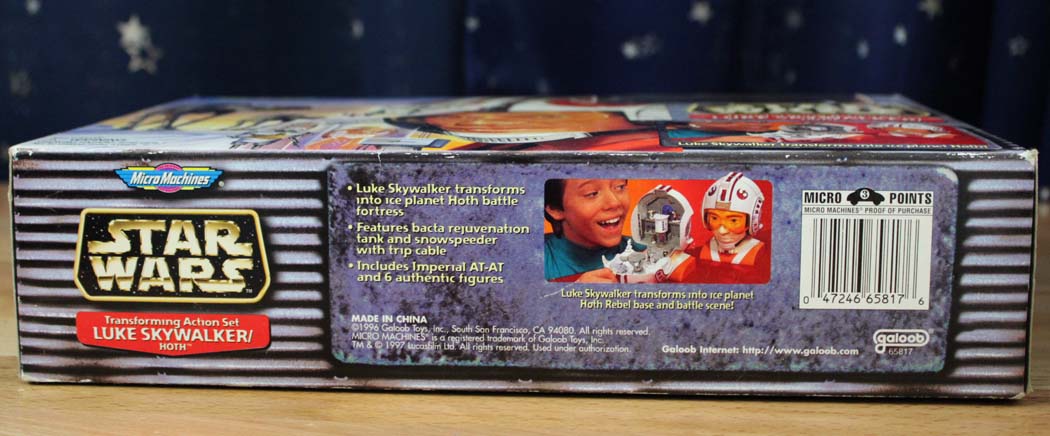 Luke Skywalker transforms into ice planet Hoth
Micro Machines
STAR
WARS
Transforming Action Set
LUKE SKYWALKER/
HOTH™
• Luke Skywalker transforms
into ice planet Hoth battle
fortress
• Features bacta rejuvenation
tank and snowspeeder
with trip cable
• Includes Imperial AT-AT
and 6 authentic figures
Luke Skywalker transforms into ice planet
Hoth Rebel base and battle scene!
MADE IN CHINA
©1996 Galoob Toys, Inc., South San Francisco, CA 94080. All rights reserved.
MICRO MACHINES® is a registered trademark of Galoob Toys, Inc.
TM & © 1997 Lucasfilm Ltd. All rights reserved. Used under authorization.
Galoob Internet: http://www.galoob.com
MICRO 3 POINTS
MICRO MACHINES® PROOF OF PURCHASE
0 47246 65817 6
galoob®
65817